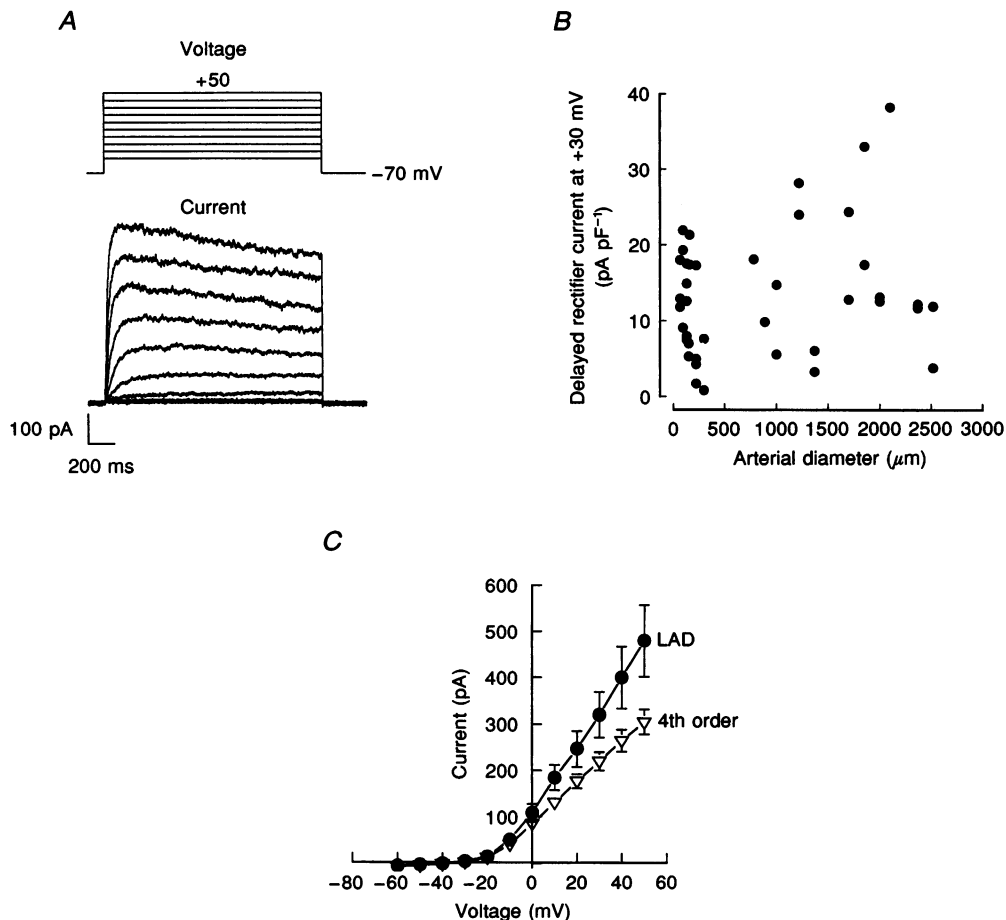 A
Voltage
+50
−70 mV
Current
100 pA
200 ms
B
Delayed rectifier current at +30 mV
(pA pF⁻¹)
40
30
20
10
0
0 500 1000 1500 2000 2500 3000
Arterial diameter (μm)
C
Current (pA)
600
500
400
300
200
100
LAD
4th order
−80 −60 −40 −20 0 20 40 60
Voltage (mV)